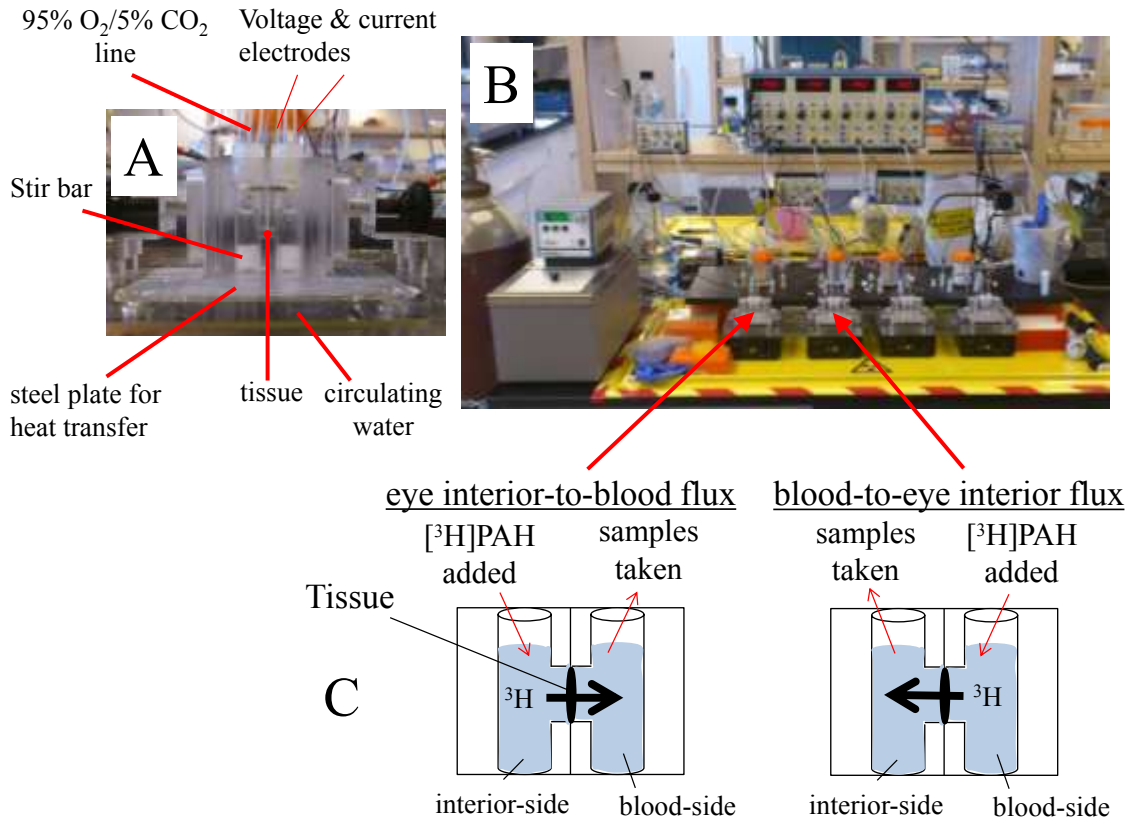 95% O₂/5% CO₂
line
Voltage & current
electrodes
A
B
Stir bar
steel plate for
heat transfer
tissue
circulating
water
eye interior-to-blood flux
blood-to-eye interior flux
[³H]PAH
added
samples
taken
samples
taken
[³H]PAH
added
Tissue
C
³H
³H
interior-side
blood-side
interior-side
blood-side